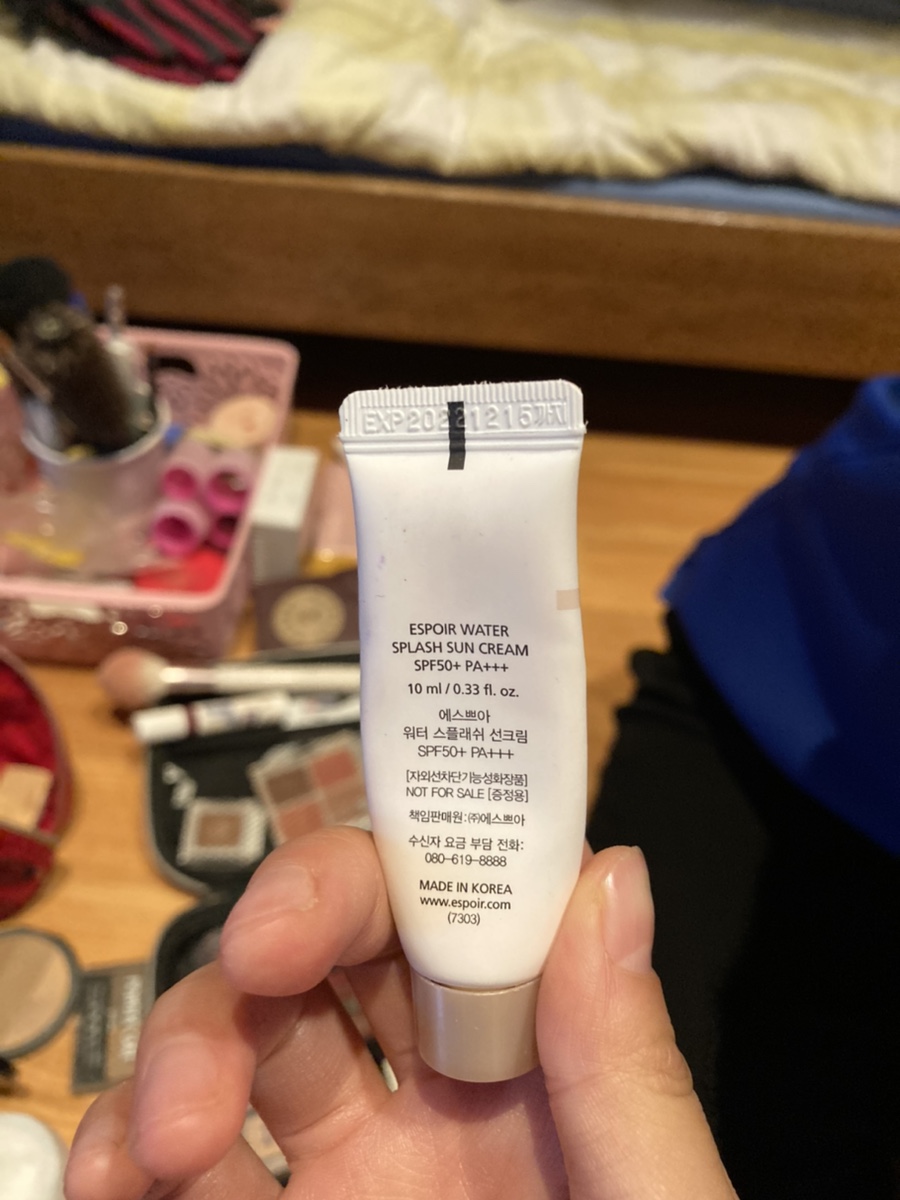 EXP20221215까지
ESPOIR WATER
SPLASH SUN CREAM
SPF50+ PA+++
10 ml / 0.33 fl. oz.
에스쁘아
워터 스플래쉬 선크림
SPF50+ PA+++
[자외선차단기능성화장품]
NOT FOR SALE [증정용]
책임판매원:㈜에스쁘아
수신자 요금 부담 전화:
080-619-8888
MADE IN KOREA
www.espoir.com
(7303)